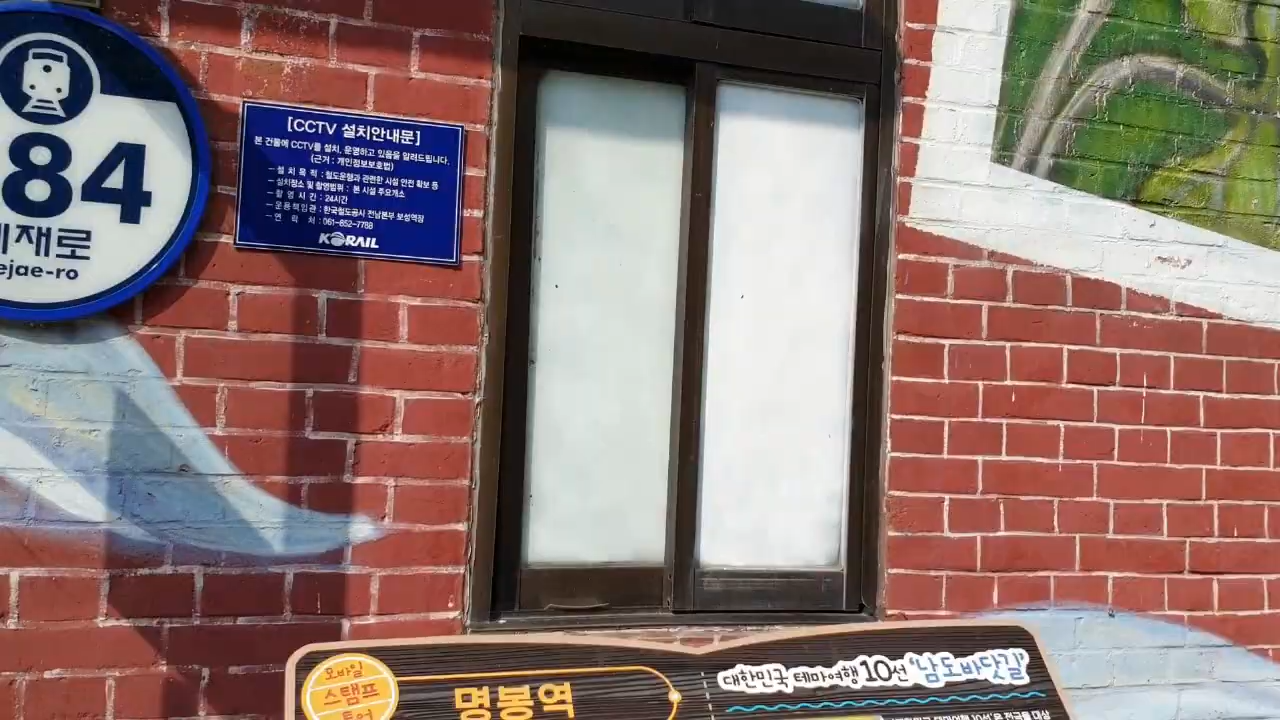 84
재로
ejae-ro
[CCTV 설치안내문]
본 건물에 CCTV를 설치, 운영하고 있음을 알려드립니다.
(근거 : 개인정보보호법)
– 설 치 목 적 : 철도운행과 관련한 시설 안전 확보 등
– 설치장소 및 촬영범위 : 본 시설 주요개소
– 촬 영 시 간 : 24시간
– 운용책임관 : 한국철도공사 전남본부 보성역장
– 연 락 처 : 061-852-7788
KORAIL
모바일
스탬프
투어
명봉역
대한민국 테마여행 10선 '남도바닷길'